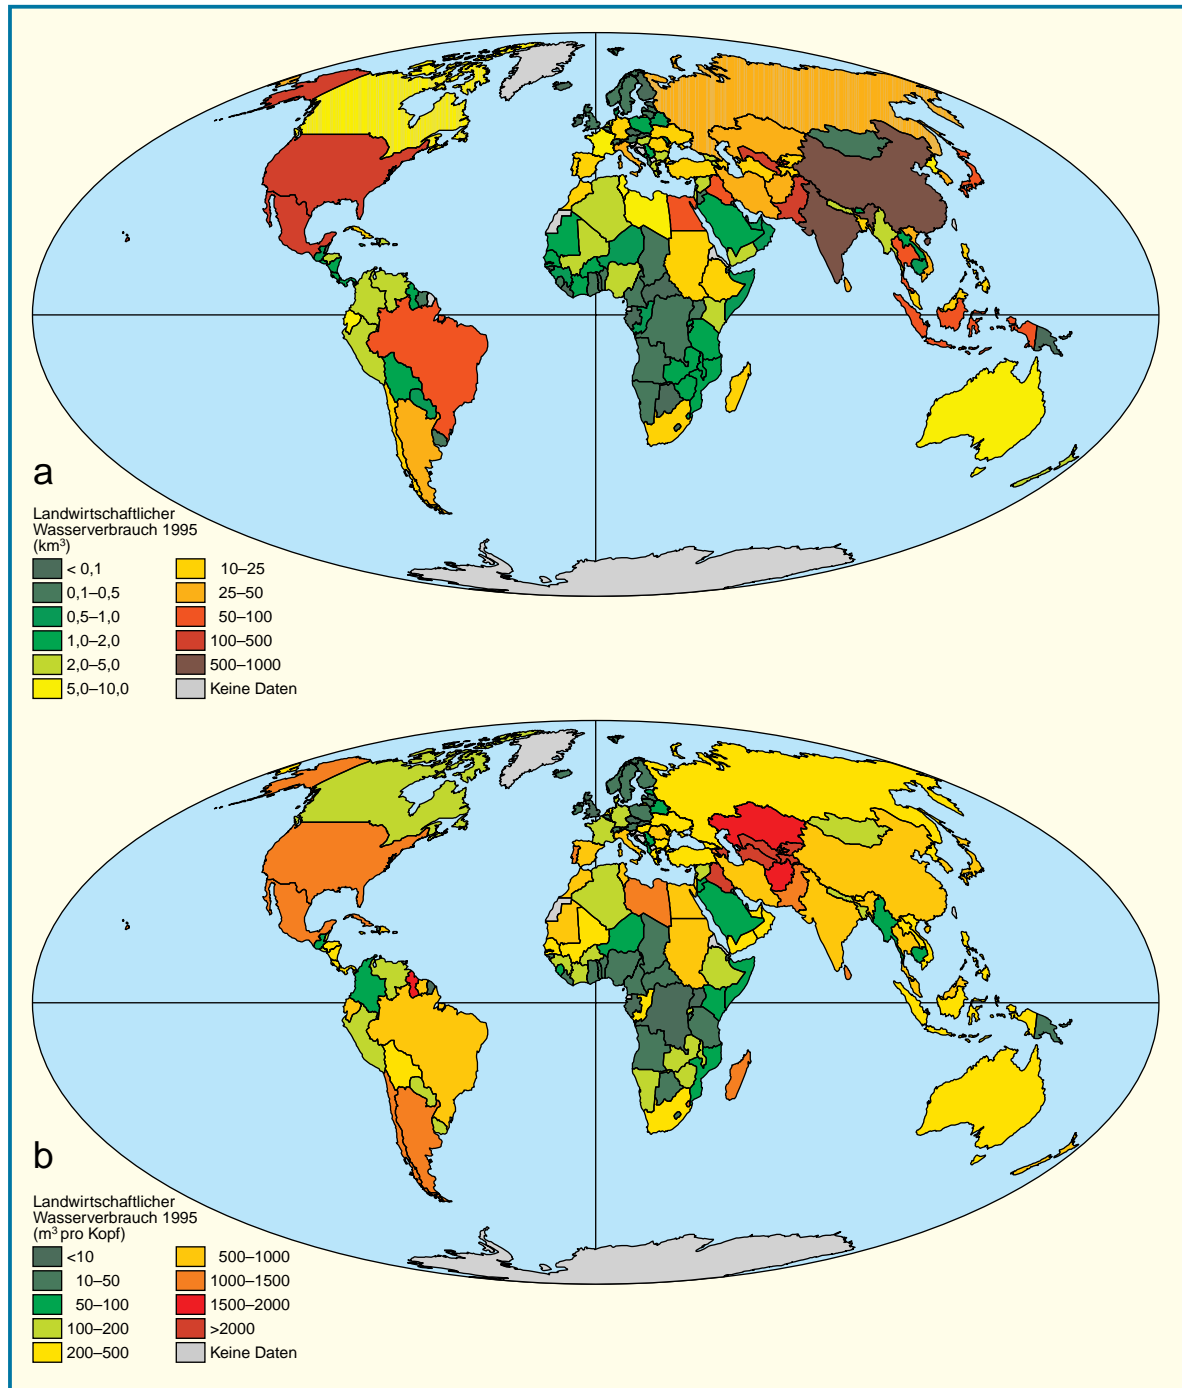 a
Landwirtschaftlicher
Wasserverbrauch 1995
(km³)
< 0,1
0,1–0,5
0,5–1,0
1,0–2,0
2,0–5,0
5,0–10,0
10–25
25–50
50–100
100–500
500–1000
Keine Daten
b
Landwirtschaftlicher
Wasserverbrauch 1995
(m³ pro Kopf)
<10
10–50
50–100
100–200
200–500
500–1000
1000–1500
1500–2000
>2000
Keine Daten